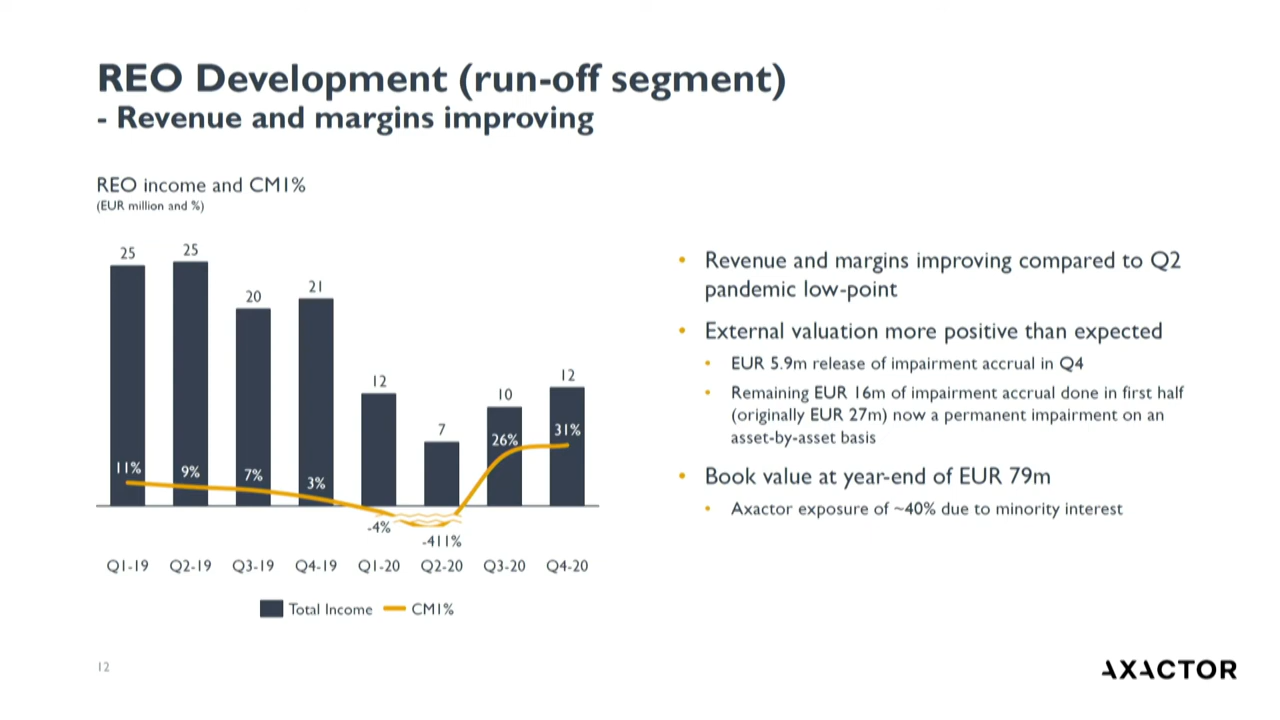 REO Development (run-off segment)
- Revenue and margins improving
REO income and CM1%
(EUR million and %)
25
25
20
21
12
7
10
12
11%
9%
7%
3%
-4%
-411%
26%
31%
Q1-19
Q2-19
Q3-19
Q4-19
Q1-20
Q2-20
Q3-20
Q4-20
Total Income
CM1%
• Revenue and margins improving compared to Q2
pandemic low-point
• External valuation more positive than expected
• EUR 5.9m release of impairment accrual in Q4
• Remaining EUR 16m of impairment accrual done in first half
(originally EUR 27m) now a permanent impairment on an
asset-by-asset basis
• Book value at year-end of EUR 79m
• Axactor exposure of ~40% due to minority interest
12
AXACTOR